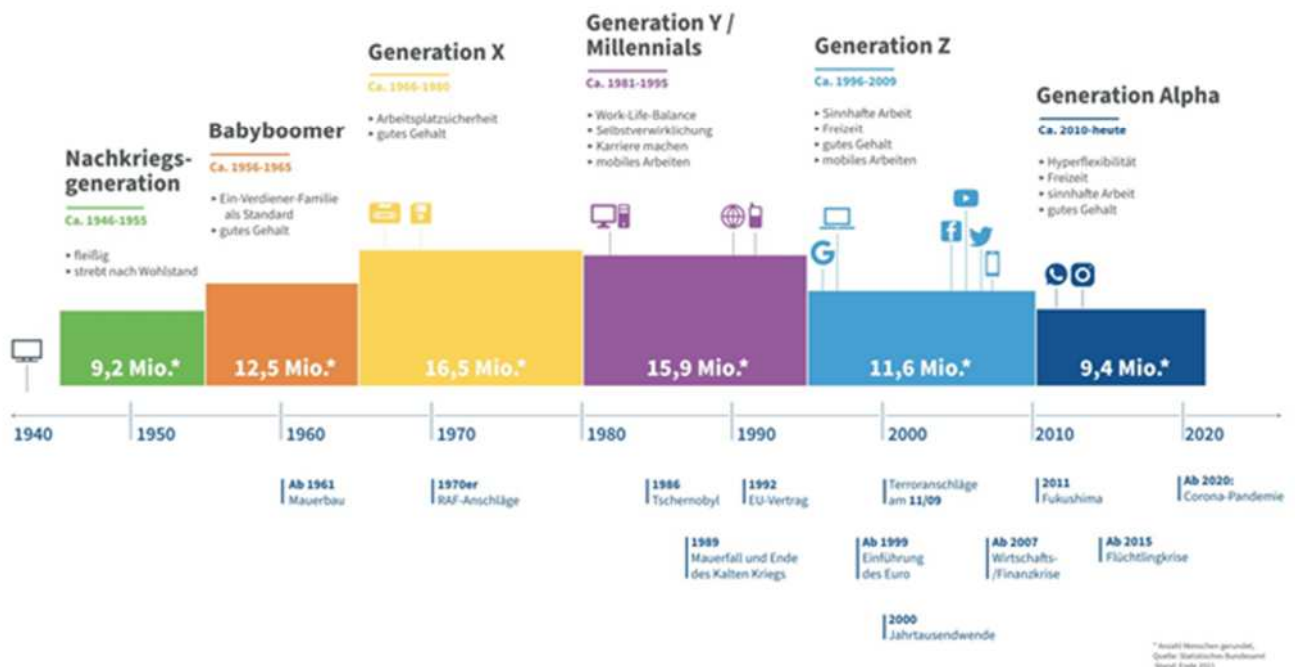 Nachkriegs-
generation
Ca. 1946-1955
• fleißig
• strebt nach Wohlstand
Babyboomer
Ca. 1956-1965
• Ein-Verdiener-Familie
als Standard
• gutes Gehalt
Generation X
Ca. 1966-1980
• Arbeitsplatzsicherheit
• gutes Gehalt
Generation Y /
Millennials
Ca. 1981-1995
• Work-Life-Balance
• Selbstverwirklichung
• Karriere machen
• mobiles Arbeiten
Generation Z
Ca. 1996-2009
• Sinnhafte Arbeit
• Freizeit
• gutes Gehalt
• mobiles Arbeiten
Generation Alpha
Ca. 2010-heute
• Hyperflexibilität
• Freizeit
• sinnhafte Arbeit
• gutes Gehalt
9,2 Mio.*
12,5 Mio.*
16,5 Mio.*
15,9 Mio.*
11,6 Mio.*
9,4 Mio.*
1940
1950
1960
1970
1980
1990
2000
2010
2020
Ab 1961
Mauerbau
1970er
RAF-Anschläge
1986
Tschernobyl
1992
EU-Vertrag
Terroranschläge
am 11/09
2011
Fukushima
Ab 2020:
Corona-Pandemie
1989
Mauerfall und Ende
des Kalten Kriegs
Ab 1999
Einführung
des Euro
Ab 2007
Wirtschafts-
/Finanzkrise
Ab 2015
Flüchtlingkrise
2000
Jahrtausendwende
* Anzahl Menschen gerundet,
Quelle: Statistisches Bundesamt